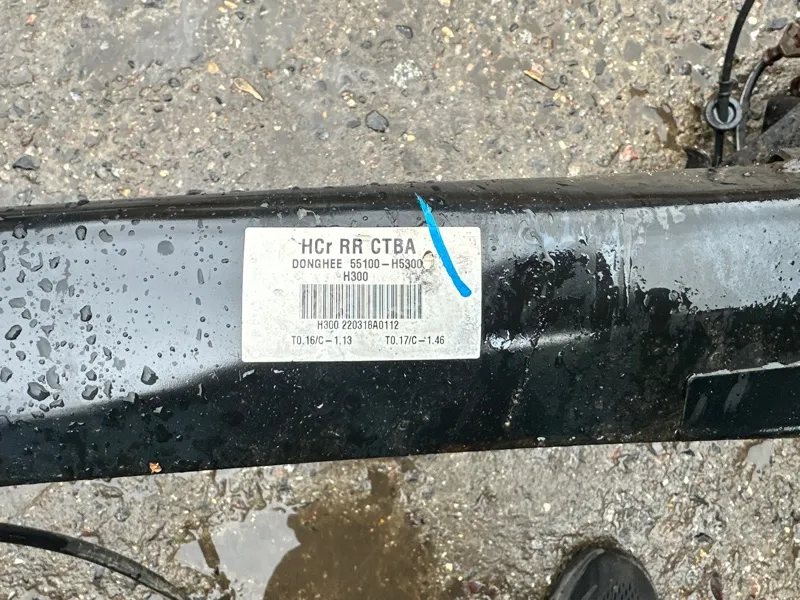 HCr RR CTBA
DONGHEE 55100-H5300
H300
H300 220318A0112
T0.16/C-1.13 T0.17/C-1.46